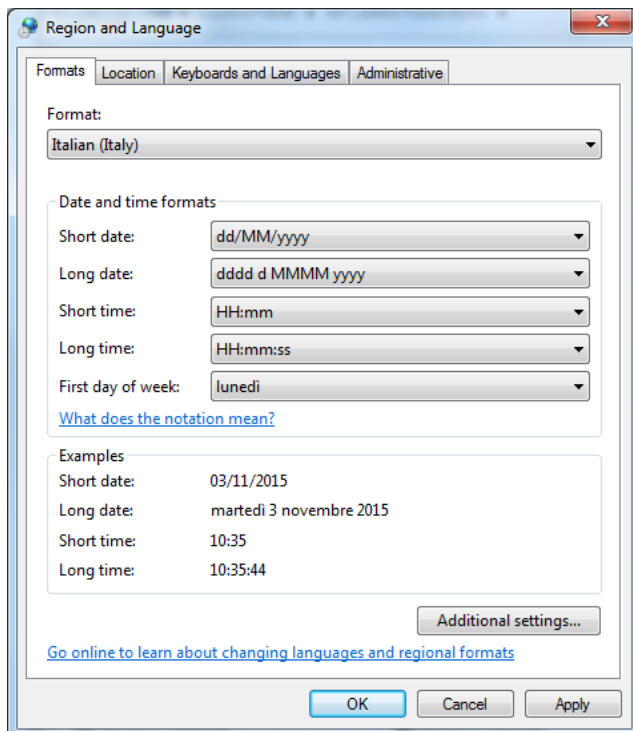 Region and Language
Formats Location Keyboards and Languages Administrative
Format:
Italian (Italy)
Date and time formats
Short date: dd/MM/yyyy
Long date: dddd d MMMM yyyy
Short time: HH:mm
Long time: HH:mm:ss
First day of week: lunedì
What does the notation mean?
Examples
Short date: 03/11/2015
Long date: martedì 3 novembre 2015
Short time: 10:35
Long time: 10:35:44
Additional settings...
Go online to learn about changing languages and regional formats
OK Cancel Apply